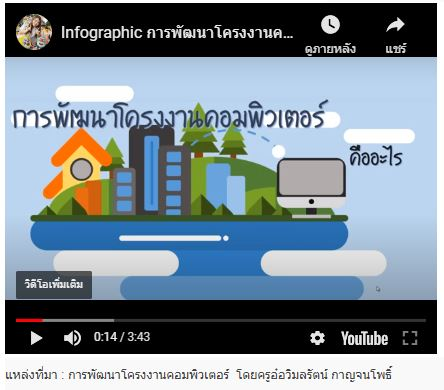 Infographic การพัฒนาโครงงานค...
ดูภายหลัง
แชร์
การพัฒนาโครงงานคอมพิวเตอร์
คืออะไร
วิดีโอเพิ่มเติม
0:14 / 3:43
YouTube
แหล่งที่มา : การพัฒนาโครงงานคอมพิวเตอร์ โดยครูอ่อวิมลรัตน์ กาญจนโพธิ์